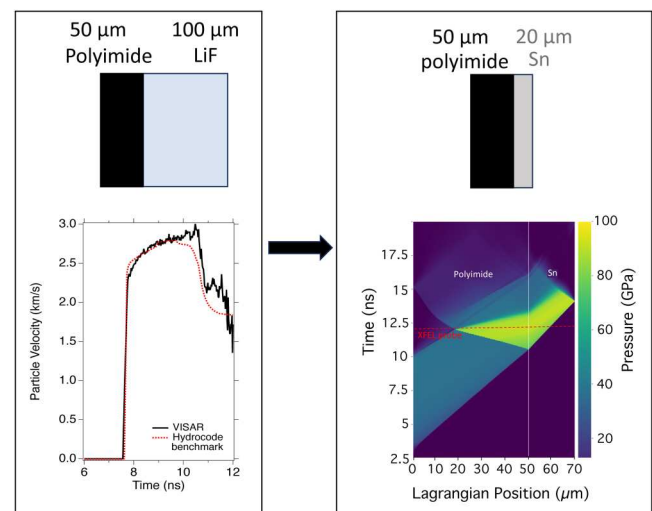 50 μm
Polyimide
100 μm
LiF
3.0
2.5
2.0
1.5
1.0
0.5
0.0
Particle Velocity (km/s)
VISAR
Hydrocode
benchmark
6
8
10
12
Time (ns)
50 μm
polyimide
20 μm
Sn
17.5
15
12.5
10
7.5
5
2.5
Time (ns)
Polyimide
Sn
0
10
20
30
40
50
60
70
Lagrangian Position (μm)
100
80
60
40
20
Pressure (GPa)